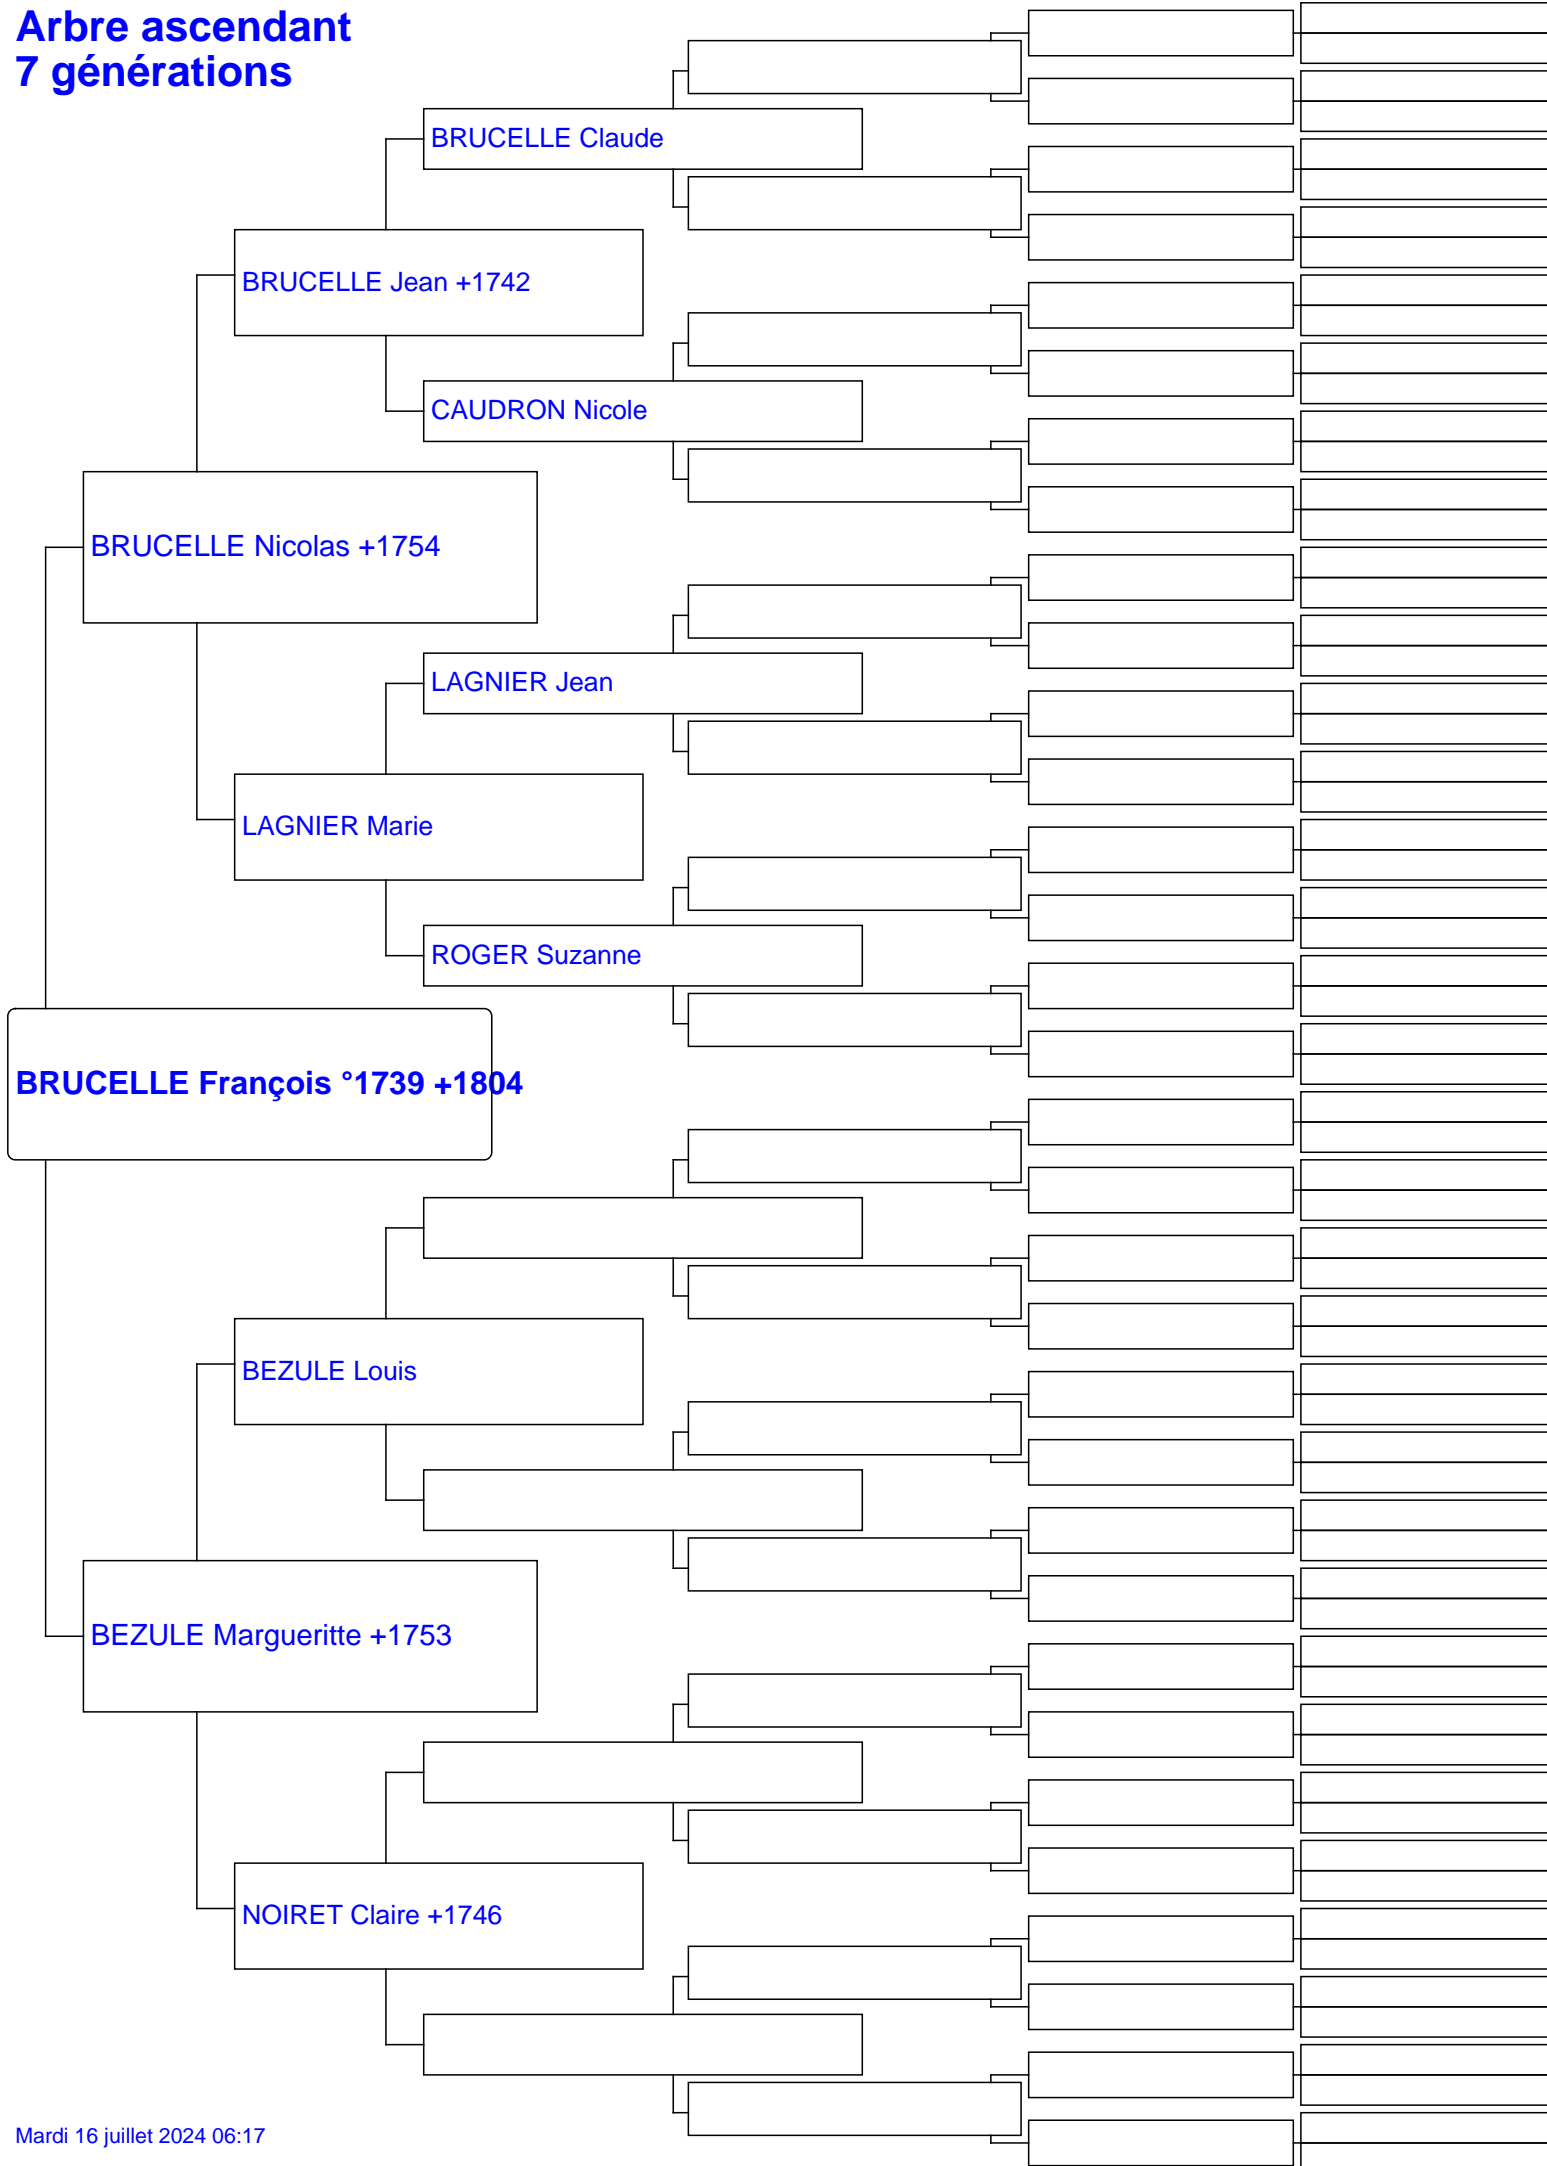 Arbre ascendant
7 générations
BRUCELLE Claude
BRUCELLE Jean +1742
CAUDRON Nicole
BRUCELLE Nicolas +1754
LAGNIER Jean
LAGNIER Marie
ROGER Suzanne
BRUCELLE François °1739 +1804
BEZULE Louis
BEZULE Margueritte +1753
NOIRET Claire +1746
Mardi 16 juillet 2024 06:17